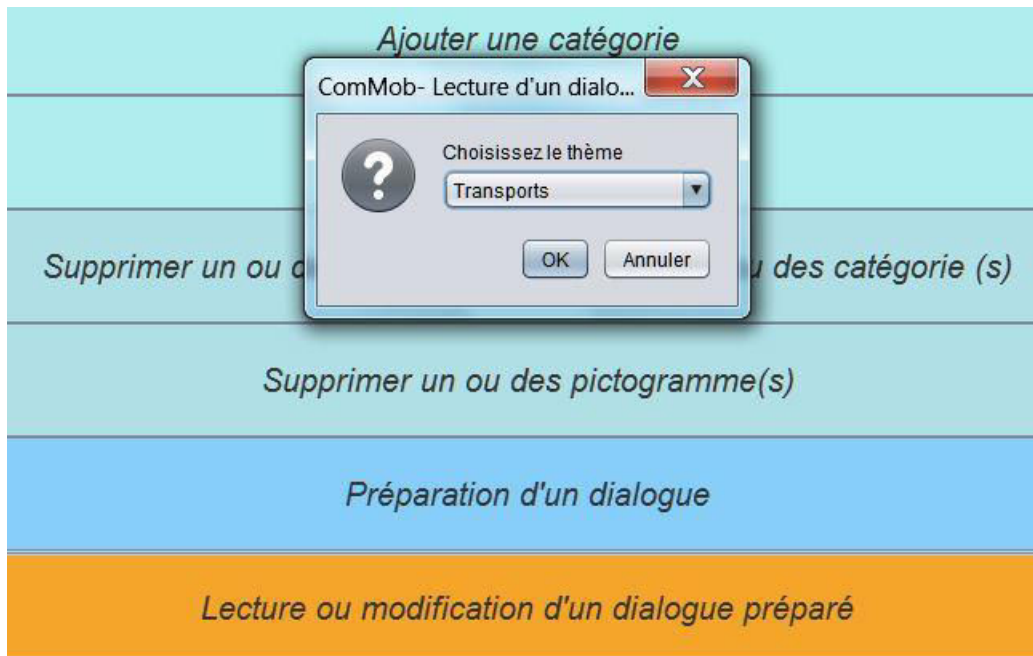 Ajouter une catégorie
ComMob- Lecture d'un dialo...
X
Choisissez le thème
Transports
OK
Annuler
Supprimer un ou d
u des catégorie (s)
Supprimer un ou des pictogramme(s)
Préparation d'un dialogue
Lecture ou modification d'un dialogue préparé